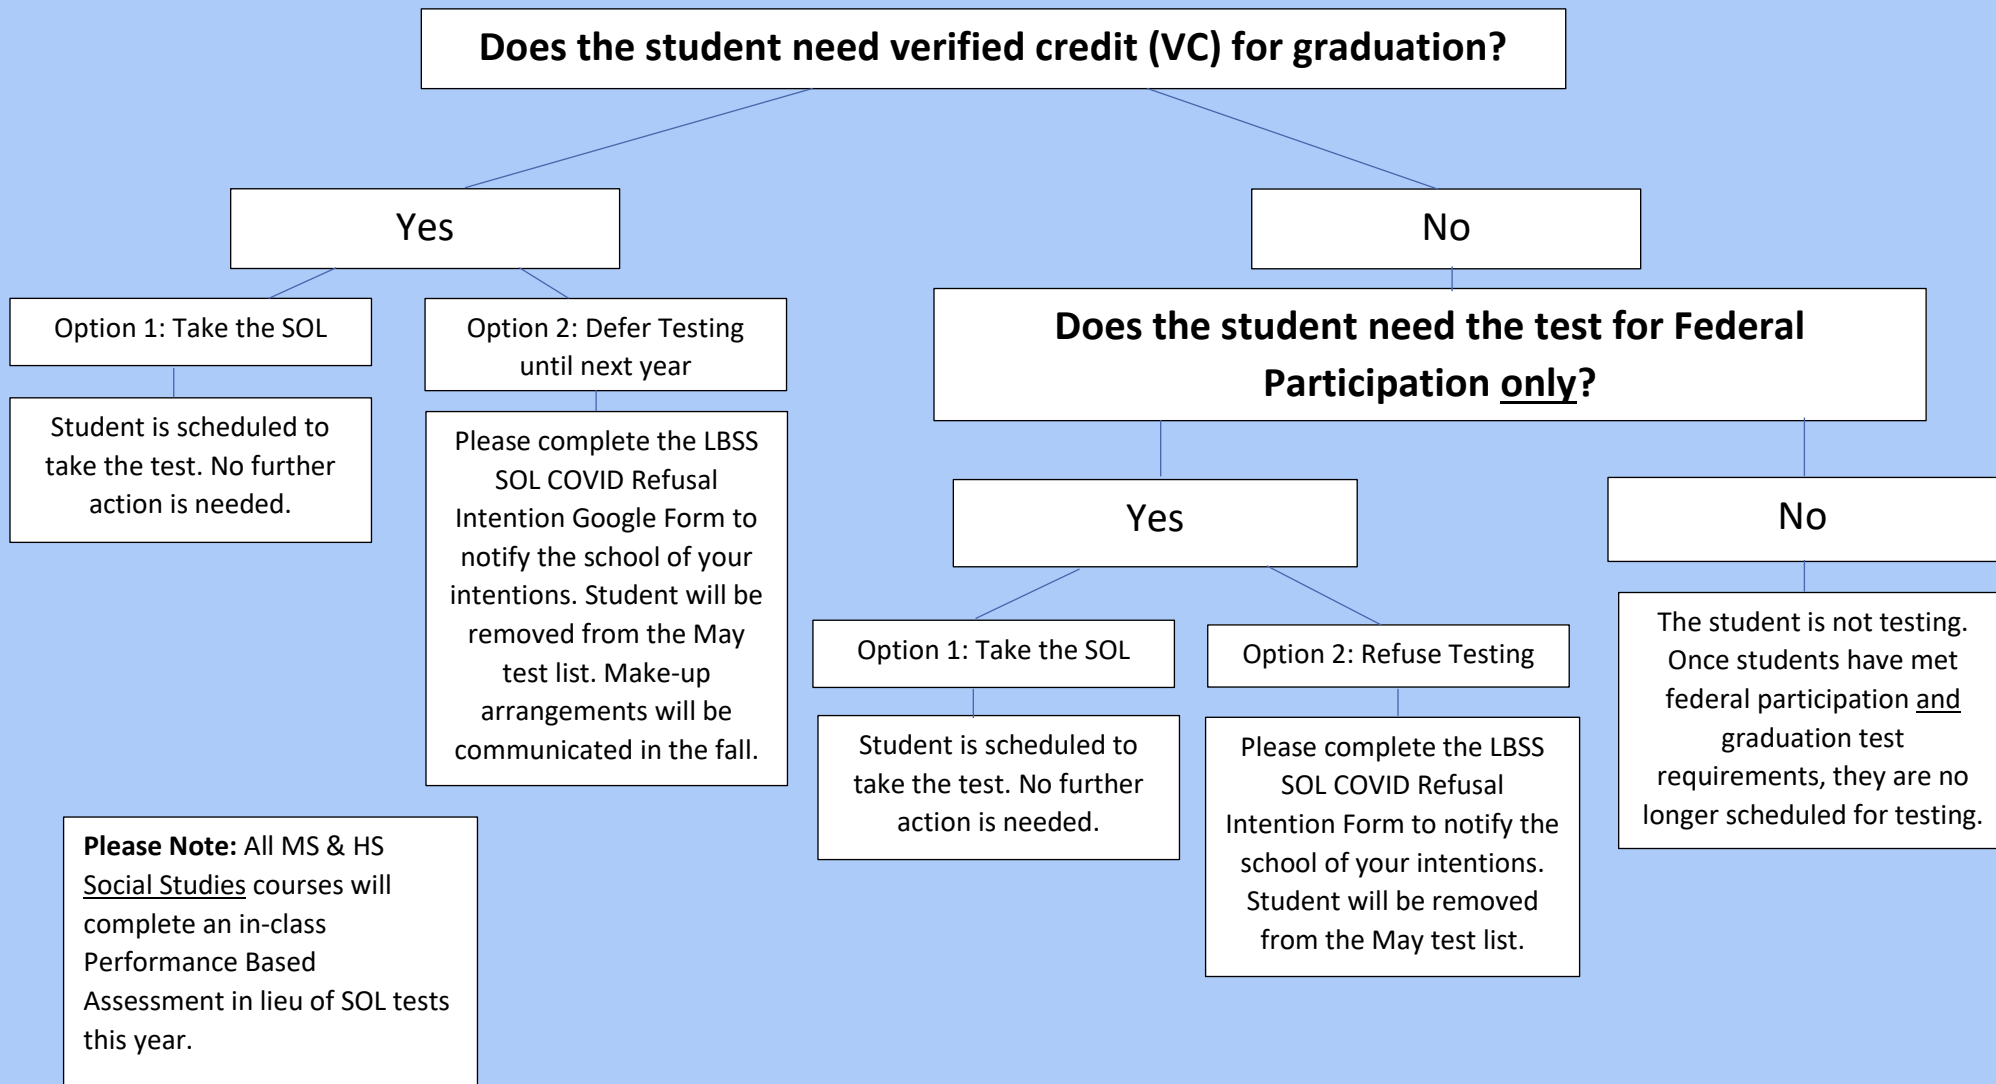 Does the student need verified credit (VC) for graduation?
Yes
No
Option 1: Take the SOL
Student is scheduled to
take the test. No further
action is needed.
Option 2: Defer Testing
until next year
Please complete the LBSS
SOL COVID Refusal
Intention Google Form to
notify the school of your
intentions. Student will be
removed from the May
test list. Make-up
arrangements will be
communicated in the fall.
Does the student need the test for Federal
Participation only?
Yes
No
Option 1: Take the SOL
Student is scheduled to
take the test. No further
action is needed.
Option 2: Refuse Testing
Please complete the LBSS
SOL COVID Refusal
Intention Form to notify the
school of your intentions.
Student will be removed
from the May test list.
The student is not testing.
Once students have met
federal participation and
graduation test
requirements, they are no
longer scheduled for testing.
Please Note: All MS & HS
Social Studies courses will
complete an in-class
Performance Based
Assessment in lieu of SOL tests
this year.